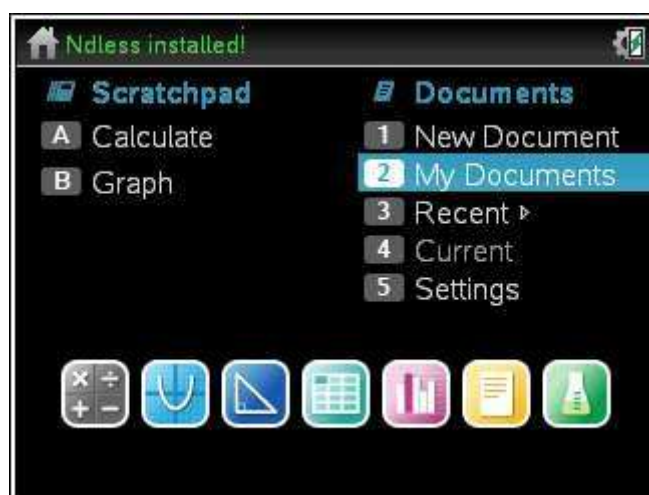 Ndless installed!
Scratchpad
A Calculate
B Graph
Documents
1 New Document
2 My Documents
3 Recent ▹
4 Current
5 Settings